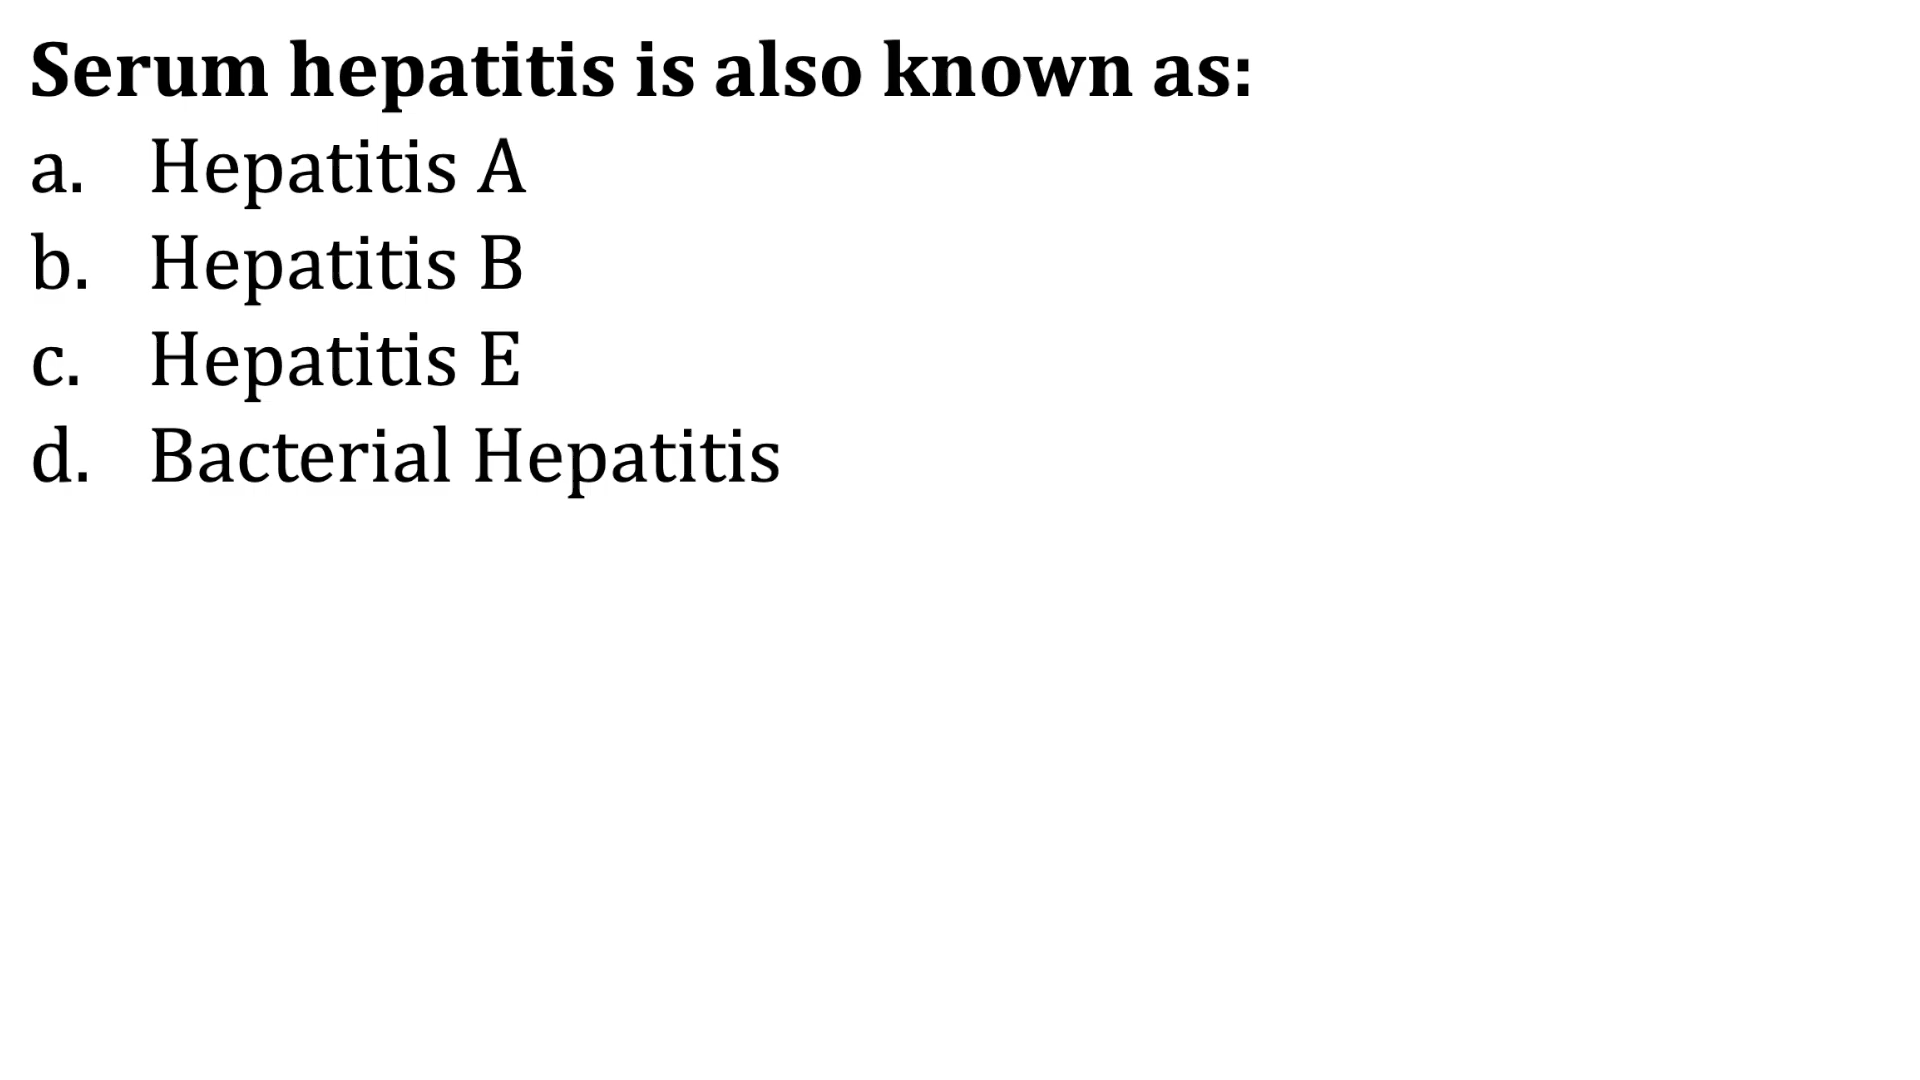 Serum hepatitis is also known as:
a. Hepatitis A
b. Hepatitis B
c. Hepatitis E
d. Bacterial Hepatitis